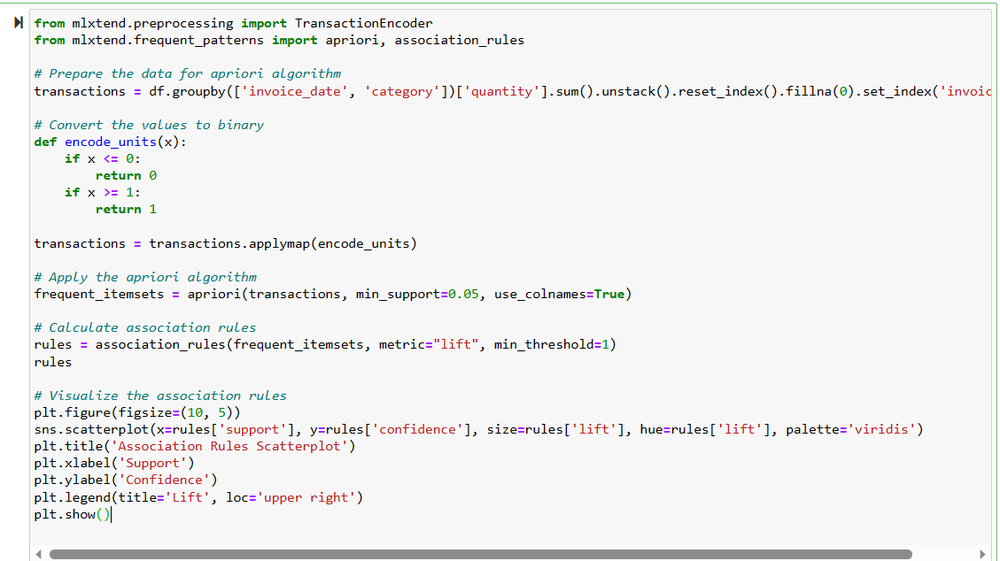 from mlxtend.preprocessing import TransactionEncoder
from mlxtend.frequent_patterns import apriori, association_rules
# Prepare the data for apriori algorithm
transactions = df.groupby(['invoice_date', 'category'])['quantity'].sum().unstack().reset_index().fillna(0).set_index('invoic
# Convert the values to binary
def encode_units(x):
    if x <= 0:
        return 0
    if x >= 1:
        return 1
transactions = transactions.applymap(encode_units)
# Apply the apriori algorithm
frequent_itemsets = apriori(transactions, min_support=0.05, use_colnames=True)
# Calculate association rules
rules = association_rules(frequent_itemsets, metric="lift", min_threshold=1)
rules
# Visualize the association rules
plt.figure(figsize=(10, 5))
sns.scatterplot(x=rules['support'], y=rules['confidence'], size=rules['lift'], hue=rules['lift'], palette='viridis')
plt.title('Association Rules Scatterplot')
plt.xlabel('Support')
plt.ylabel('Confidence')
plt.legend(title='Lift', loc='upper right')
plt.show()